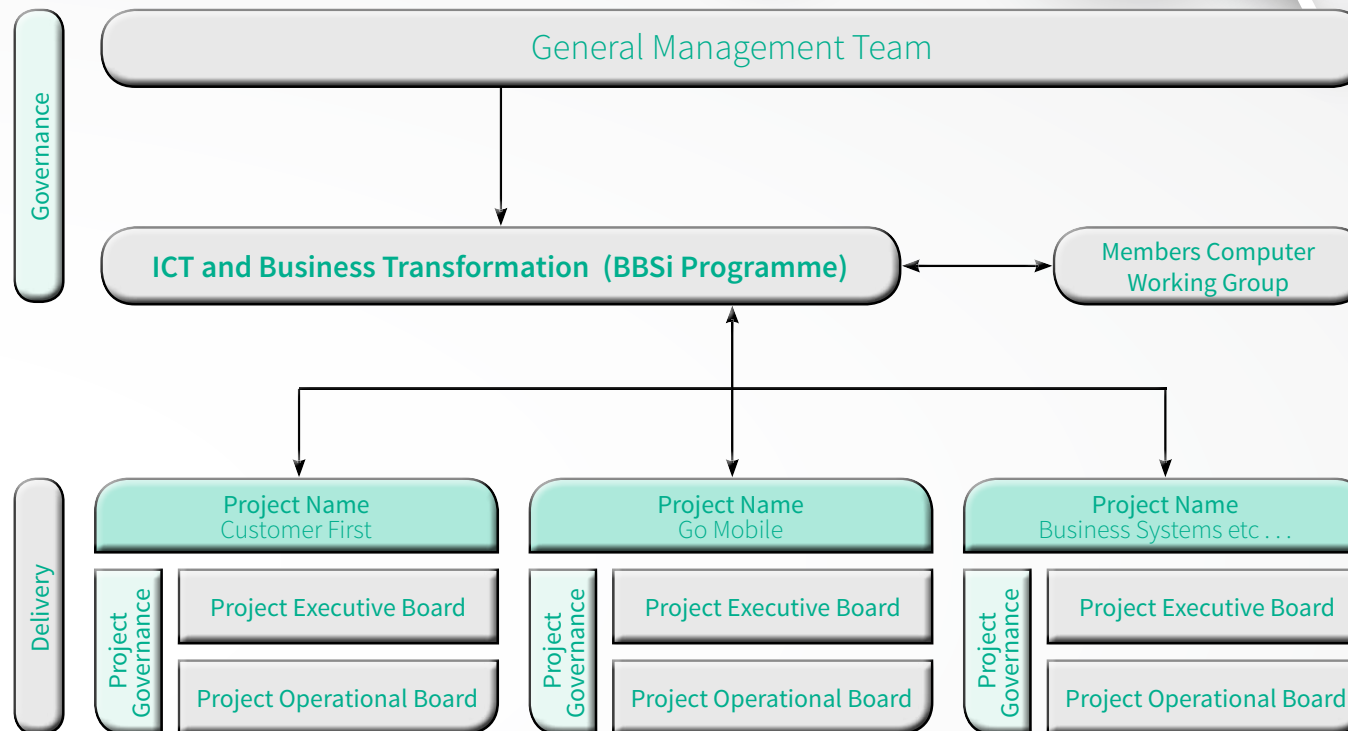 Governance
General Management Team
ICT and Business Transformation (BBSi Programme)
Members Computer
Working Group
Delivery
Project Name
Customer First
Project
Governance
Project Executive Board
Project Operational Board
Project Name
Go Mobile
Project
Governance
Project Executive Board
Project Operational Board
Project Name
Business Systems etc . . .
Project
Governance
Project Executive Board
Project Operational Board